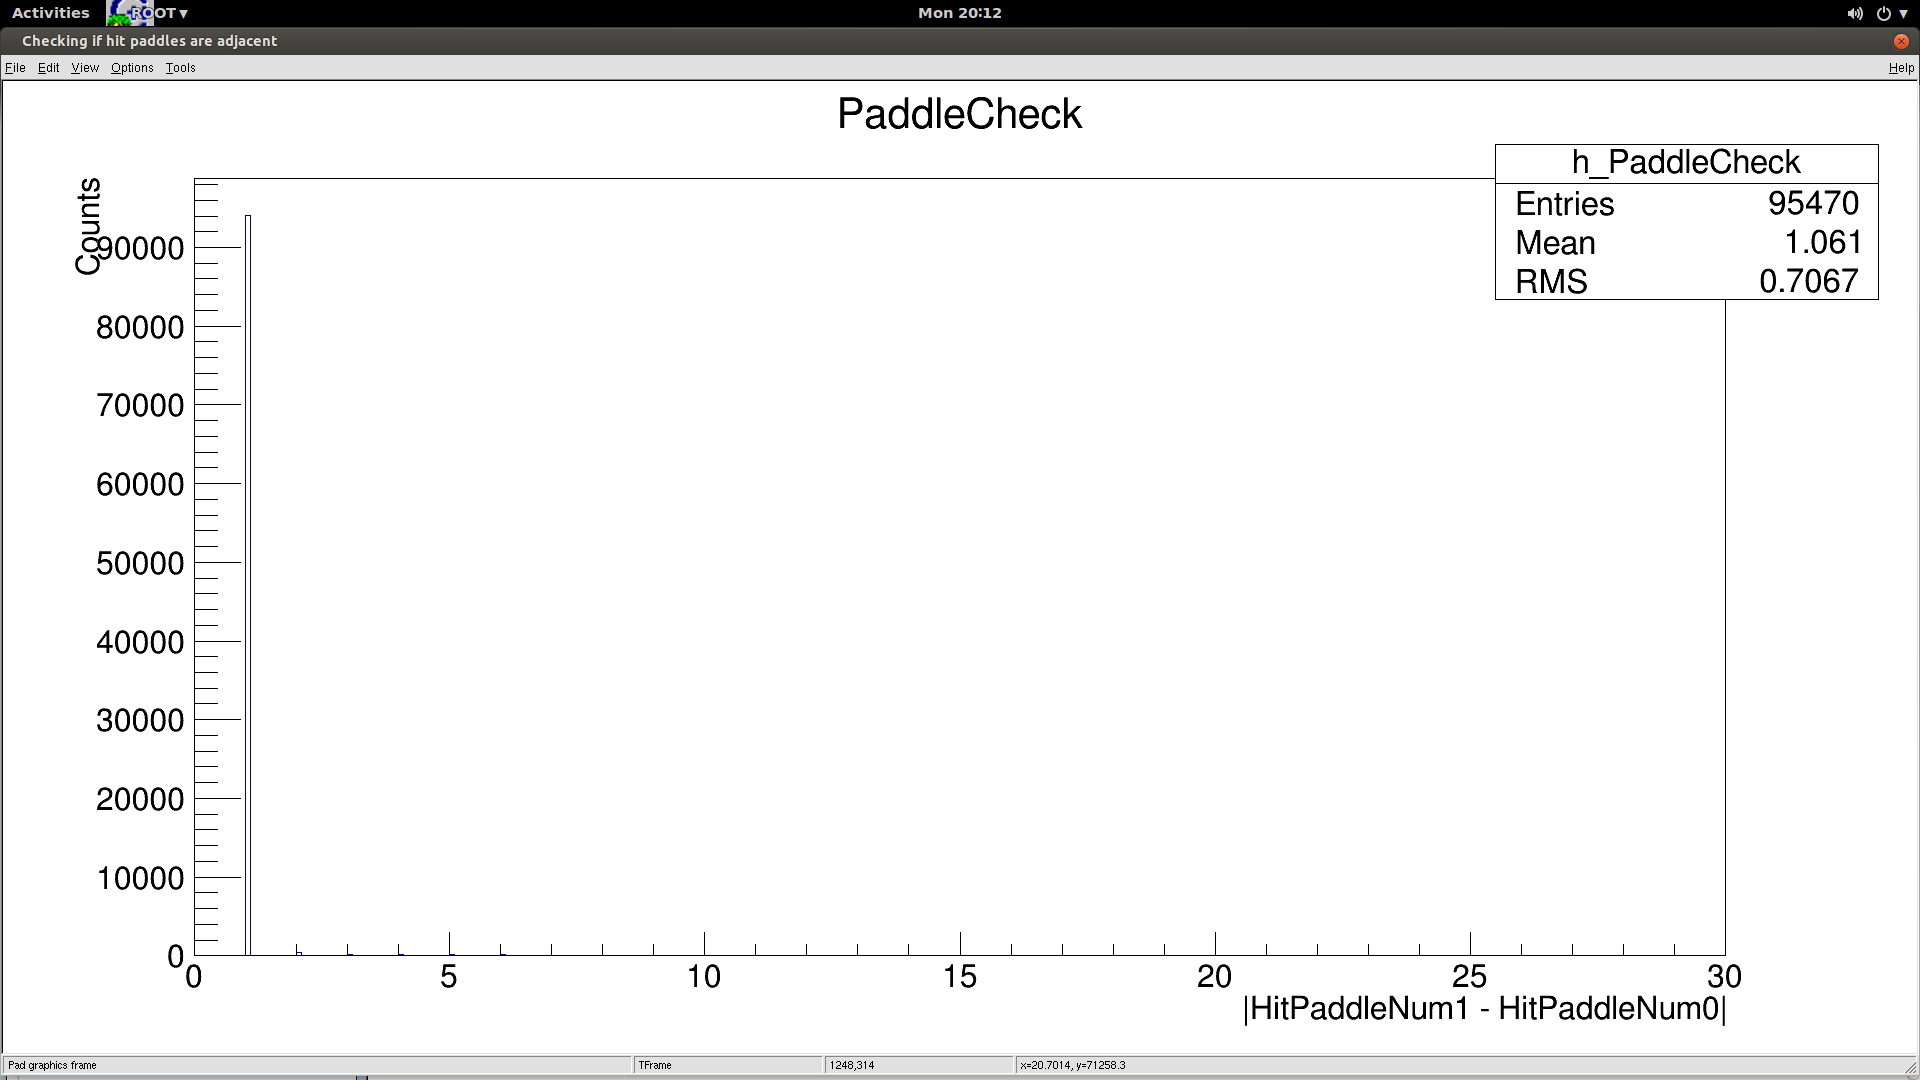 Activities ROOT ▾ Mon 20:12
Checking if hit paddles are adjacent
File Edit View Options Tools Help
PaddleCheck
h_PaddleCheck
Entries 95470
Mean 1.061
RMS 0.7067
Counts
90000
80000
70000
60000
50000
40000
30000
20000
10000
0
0 5 10 15 20 25 30
|HitPaddleNum1 - HitPaddleNum0|
Pad graphics frame TFrame 1248,314 x=20.7014, y=71258.3